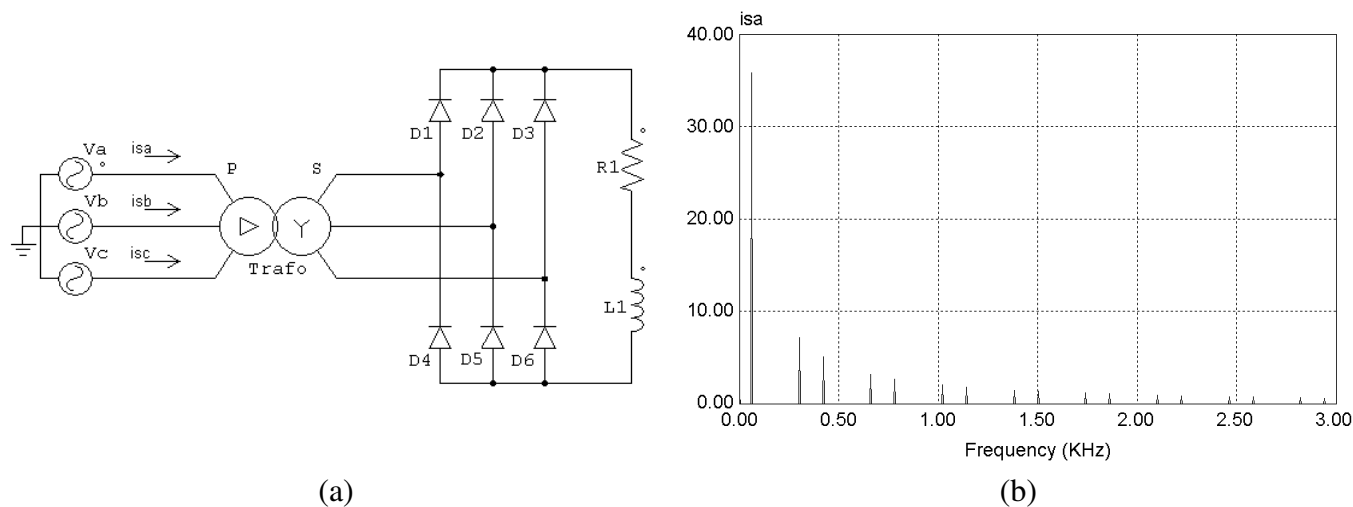 Va isa
Vb isb
Vc isc
P S
Trafo
D1 D2 D3
D4 D5 D6
R1
L1
(a)
isa
40.00
30.00
20.00
10.00
0.00
0.00 0.50 1.00 1.50 2.00 2.50 3.00
Frequency (KHz)
(b)